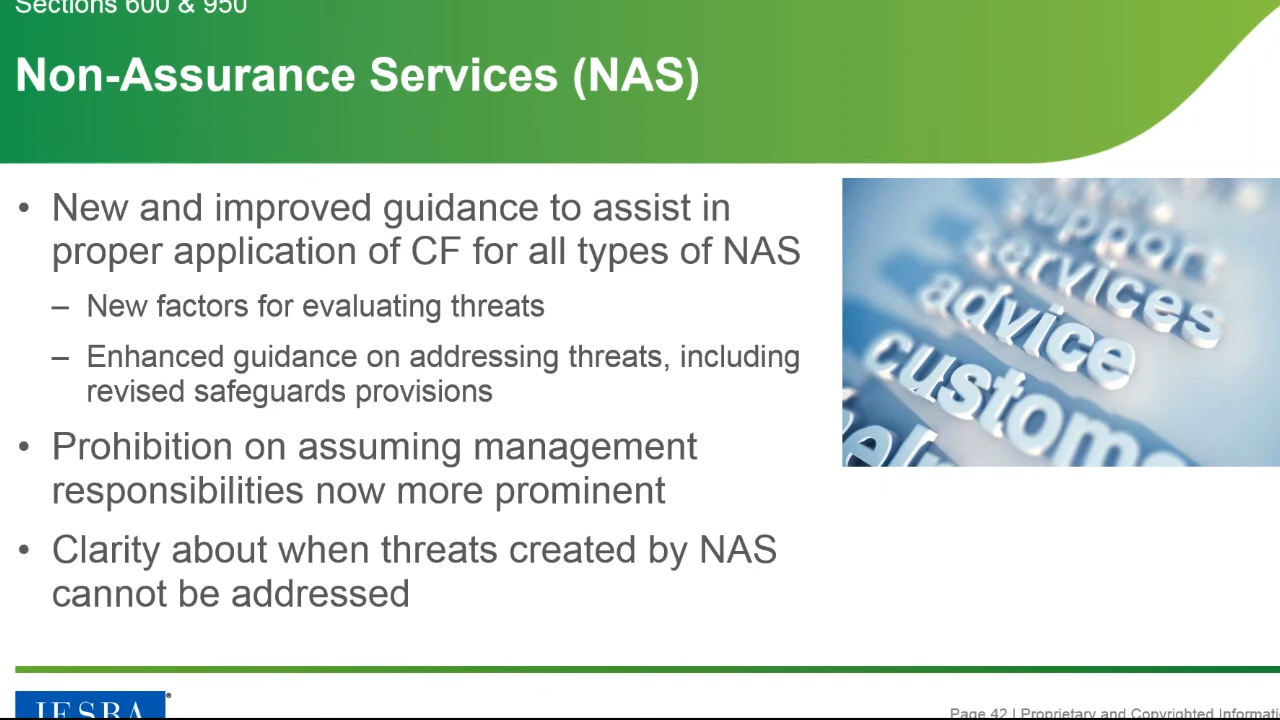 Sections 600 & 950
Non-Assurance Services (NAS)
• New and improved guidance to assist in
proper application of CF for all types of NAS
– New factors for evaluating threats
– Enhanced guidance on addressing threats, including
revised safeguards provisions
• Prohibition on assuming management
responsibilities now more prominent
• Clarity about when threats created by NAS
cannot be addressed
support
services
advice
custom
help
IESBA
Page 42 | Proprietary and Copyrighted Informati